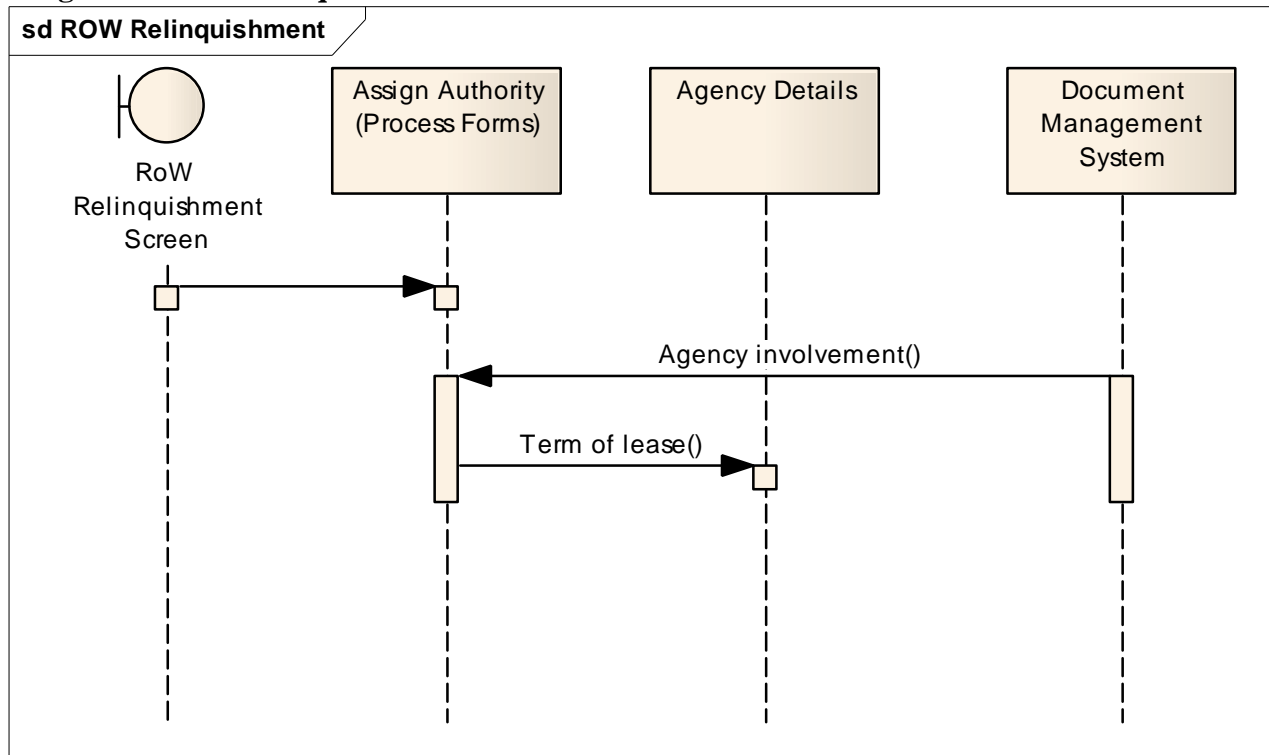 sd ROW Relinquishment
RoW
Relinquishment
Screen
Assign Authority
(Process Forms)
Agency Details
Document
Management
System
Agency involvement()
Term of lease()